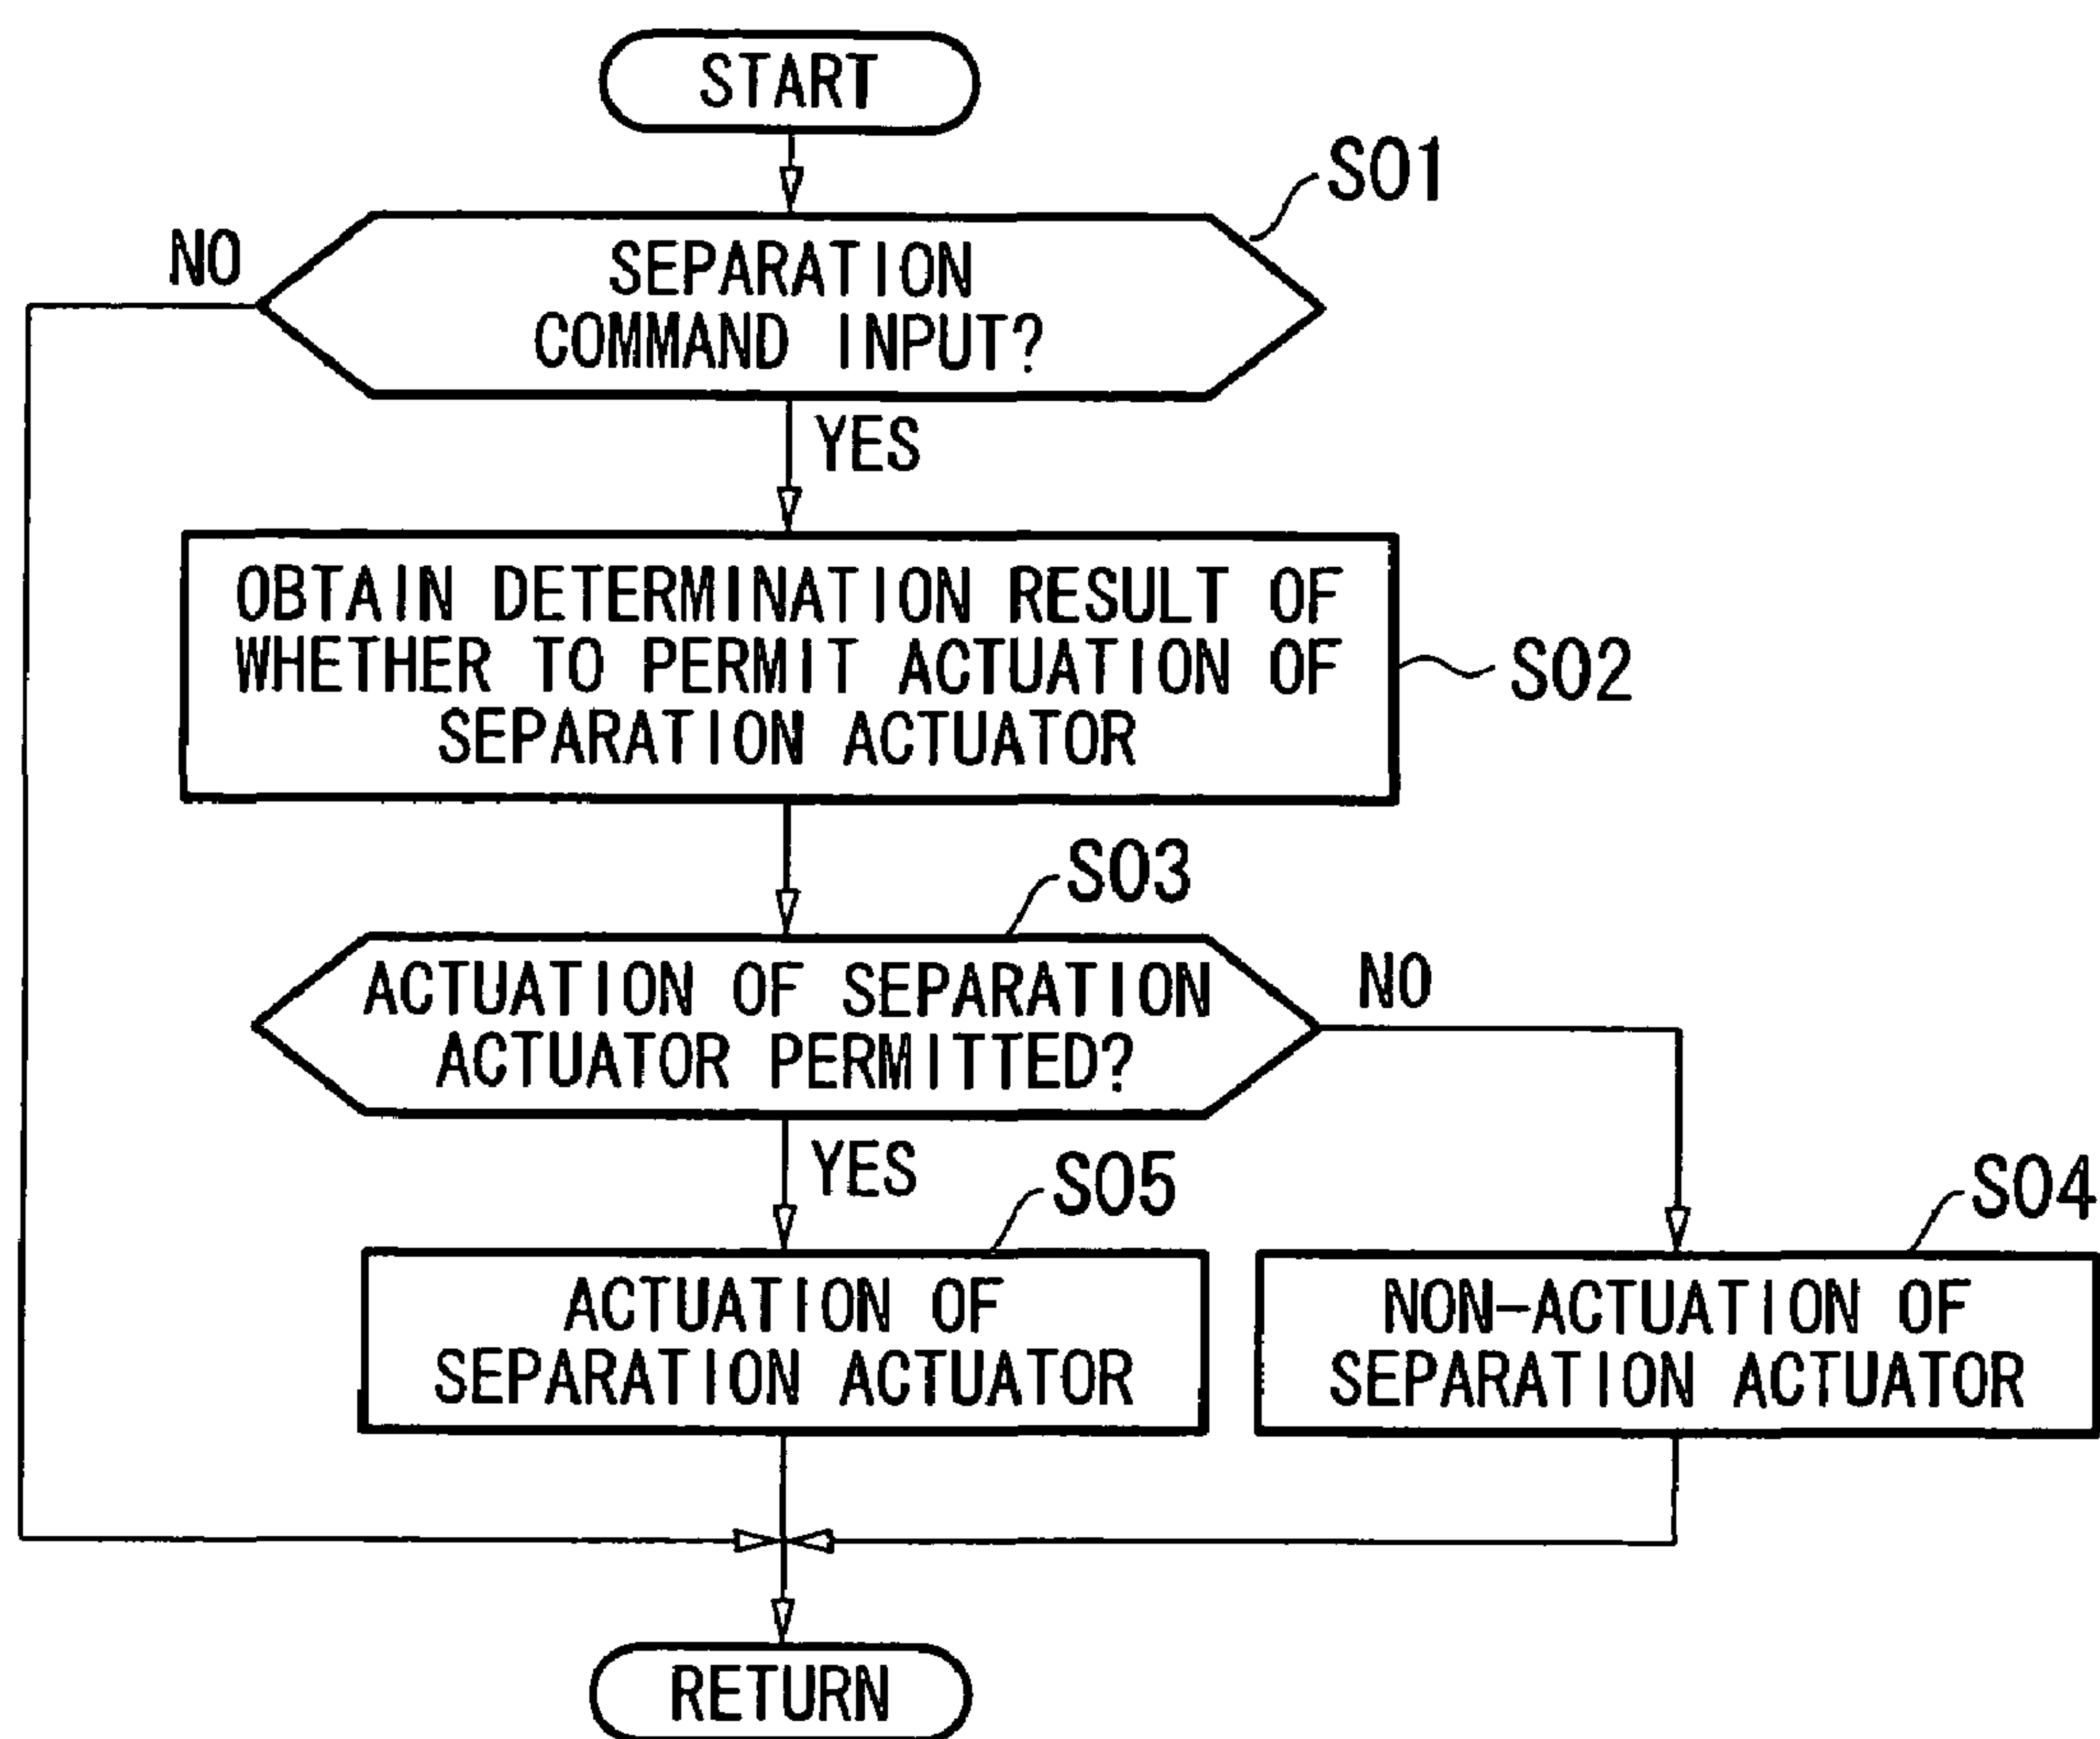 START
S01
NO
SEPARATION
COMMAND INPUT?
YES
OBTAIN DETERMINATION RESULT OF
WHETHER TO PERMIT ACTUATION OF
SEPARATION ACTUATOR
S02
S03
ACTUATION OF SEPARATION
ACTUATOR PERMITTED?
NO
YES
S05
S04
ACTUATION OF
SEPARATION ACTUATOR
NON-ACTUATION OF
SEPARATION ACTUATOR
RETURN